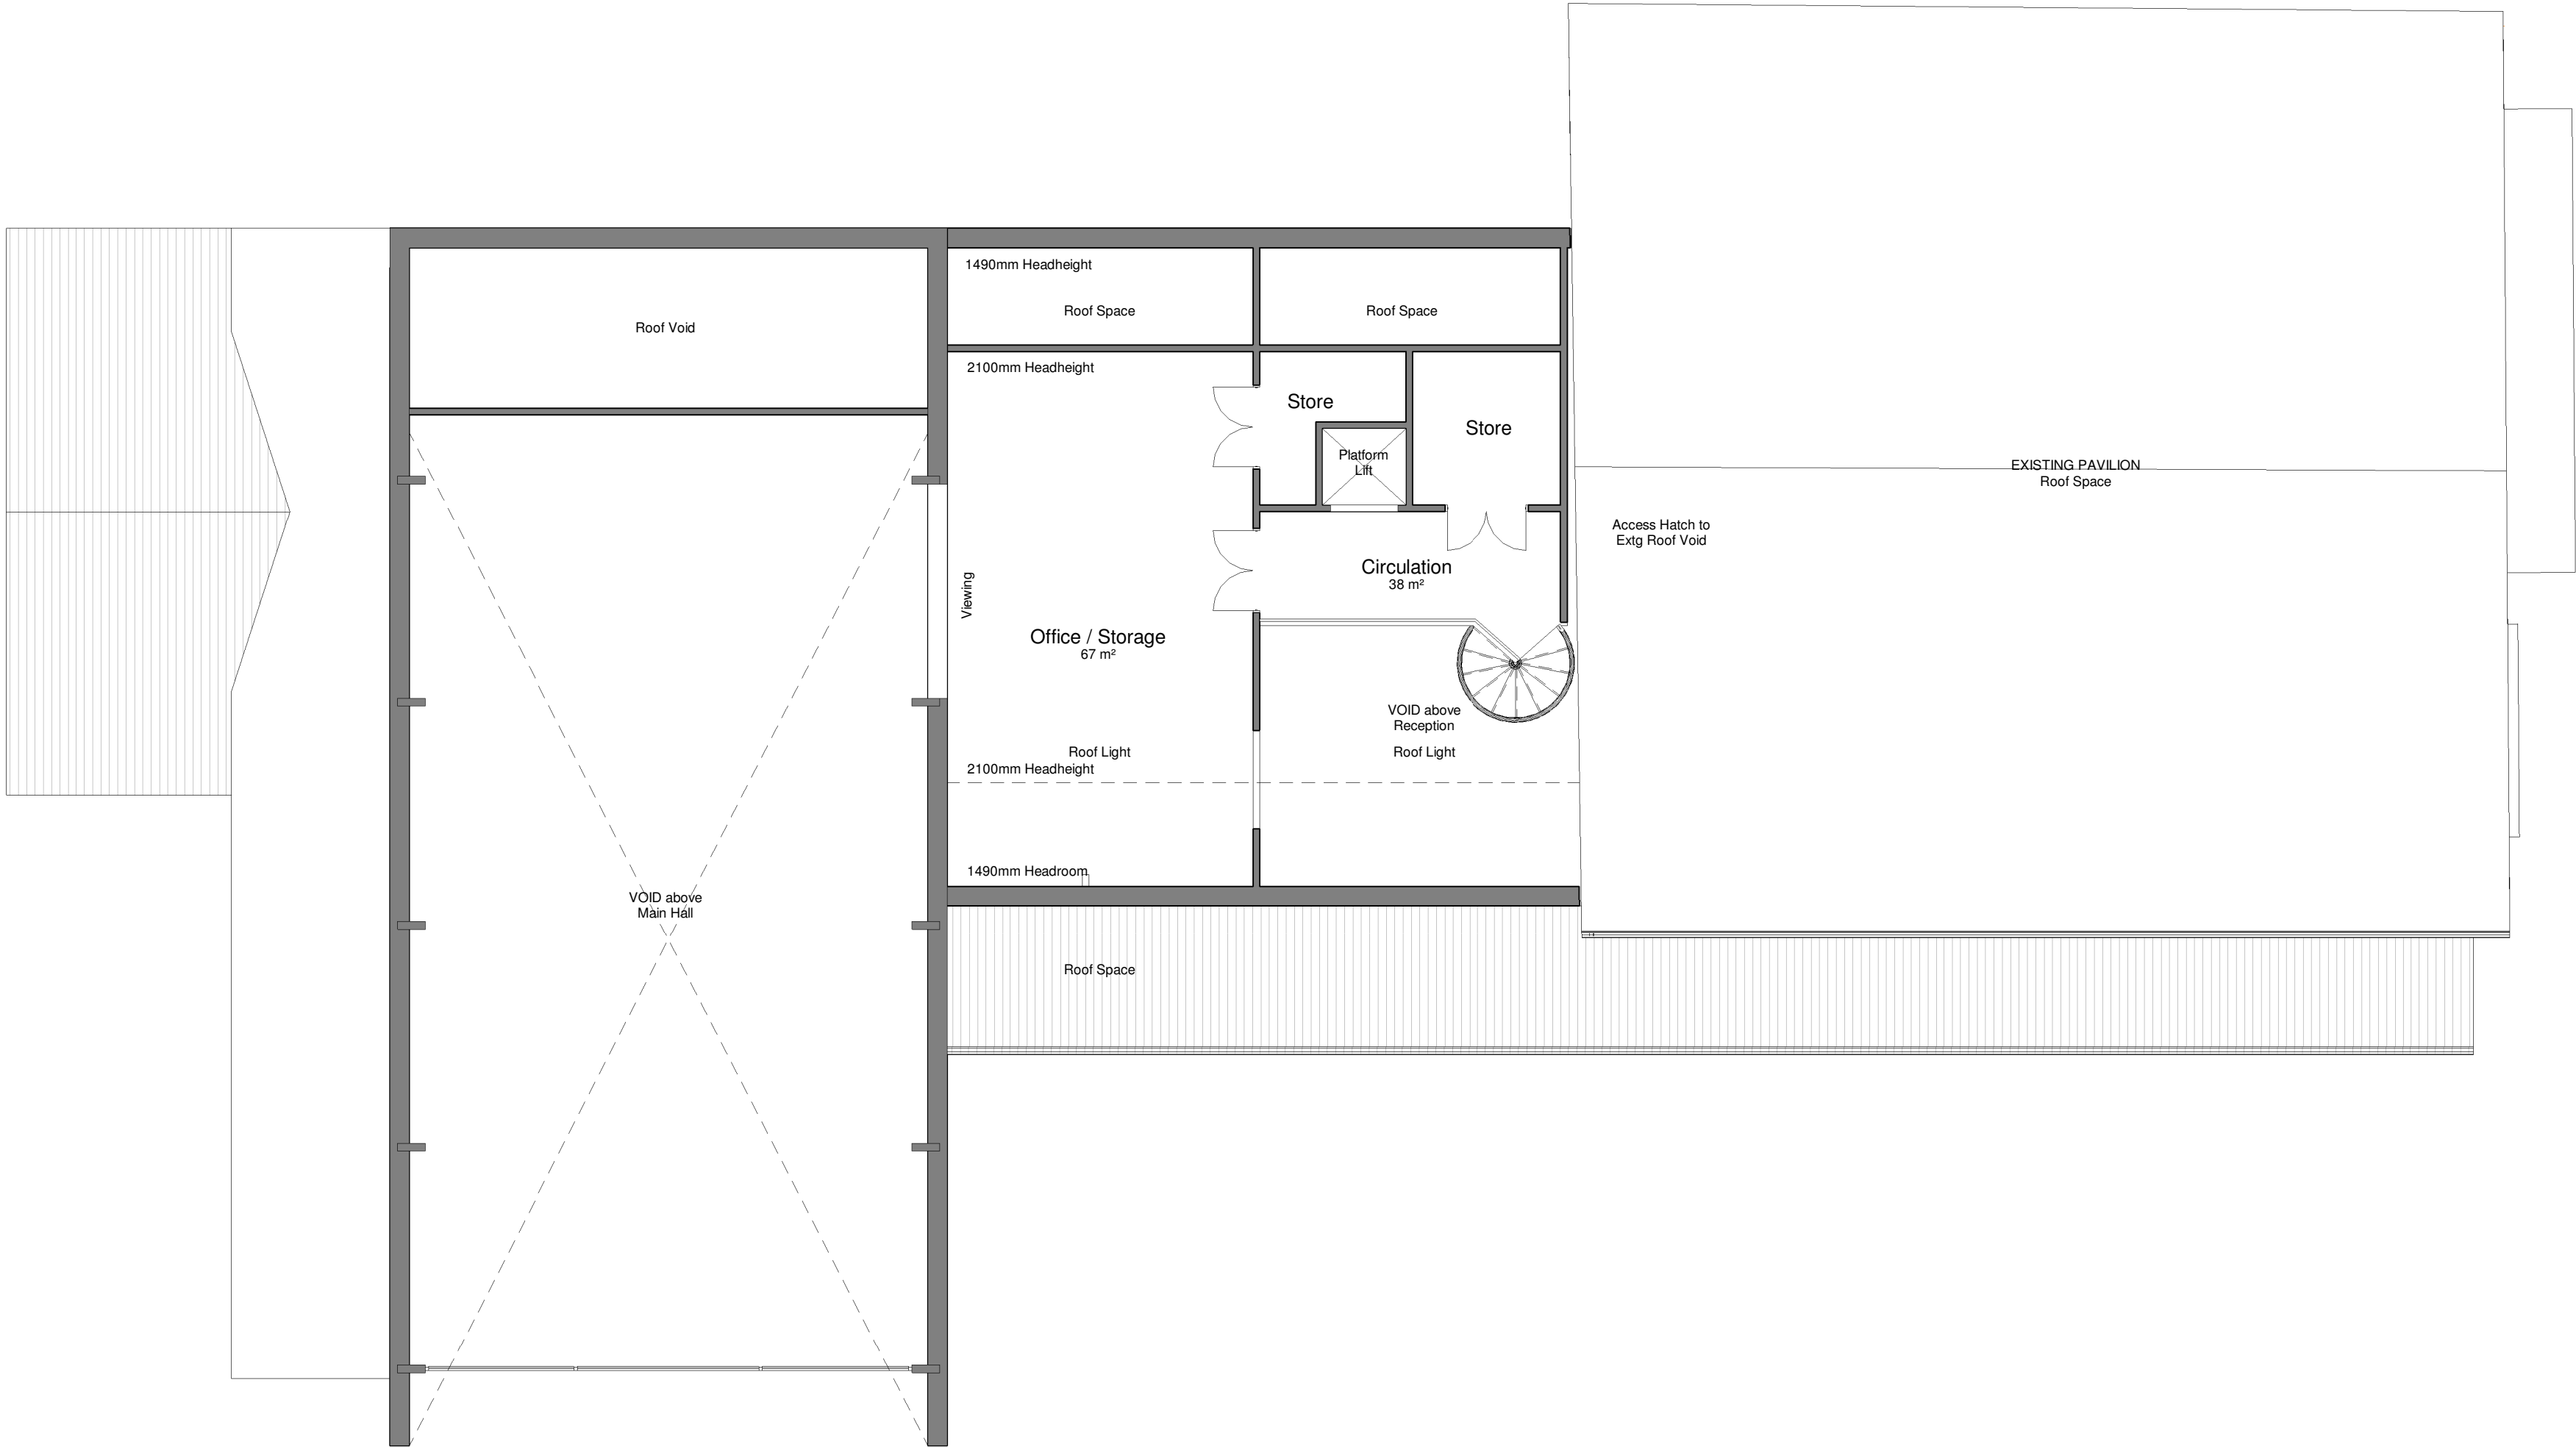 1490mm Headheight
Roof Space
Roof Space
Roof Void
2100mm Headheight
Store
Store
Platform
Lift
EXISTING PAVILION
Roof Space
Access Hatch to
Extg Roof Void
Circulation
38 m²
Viewing
Office / Storage
67 m²
VOID above
Reception
Roof Light
Roof Light
2100mm Headheight
1490mm Headroom
VOID above
Main Hall
Roof Space